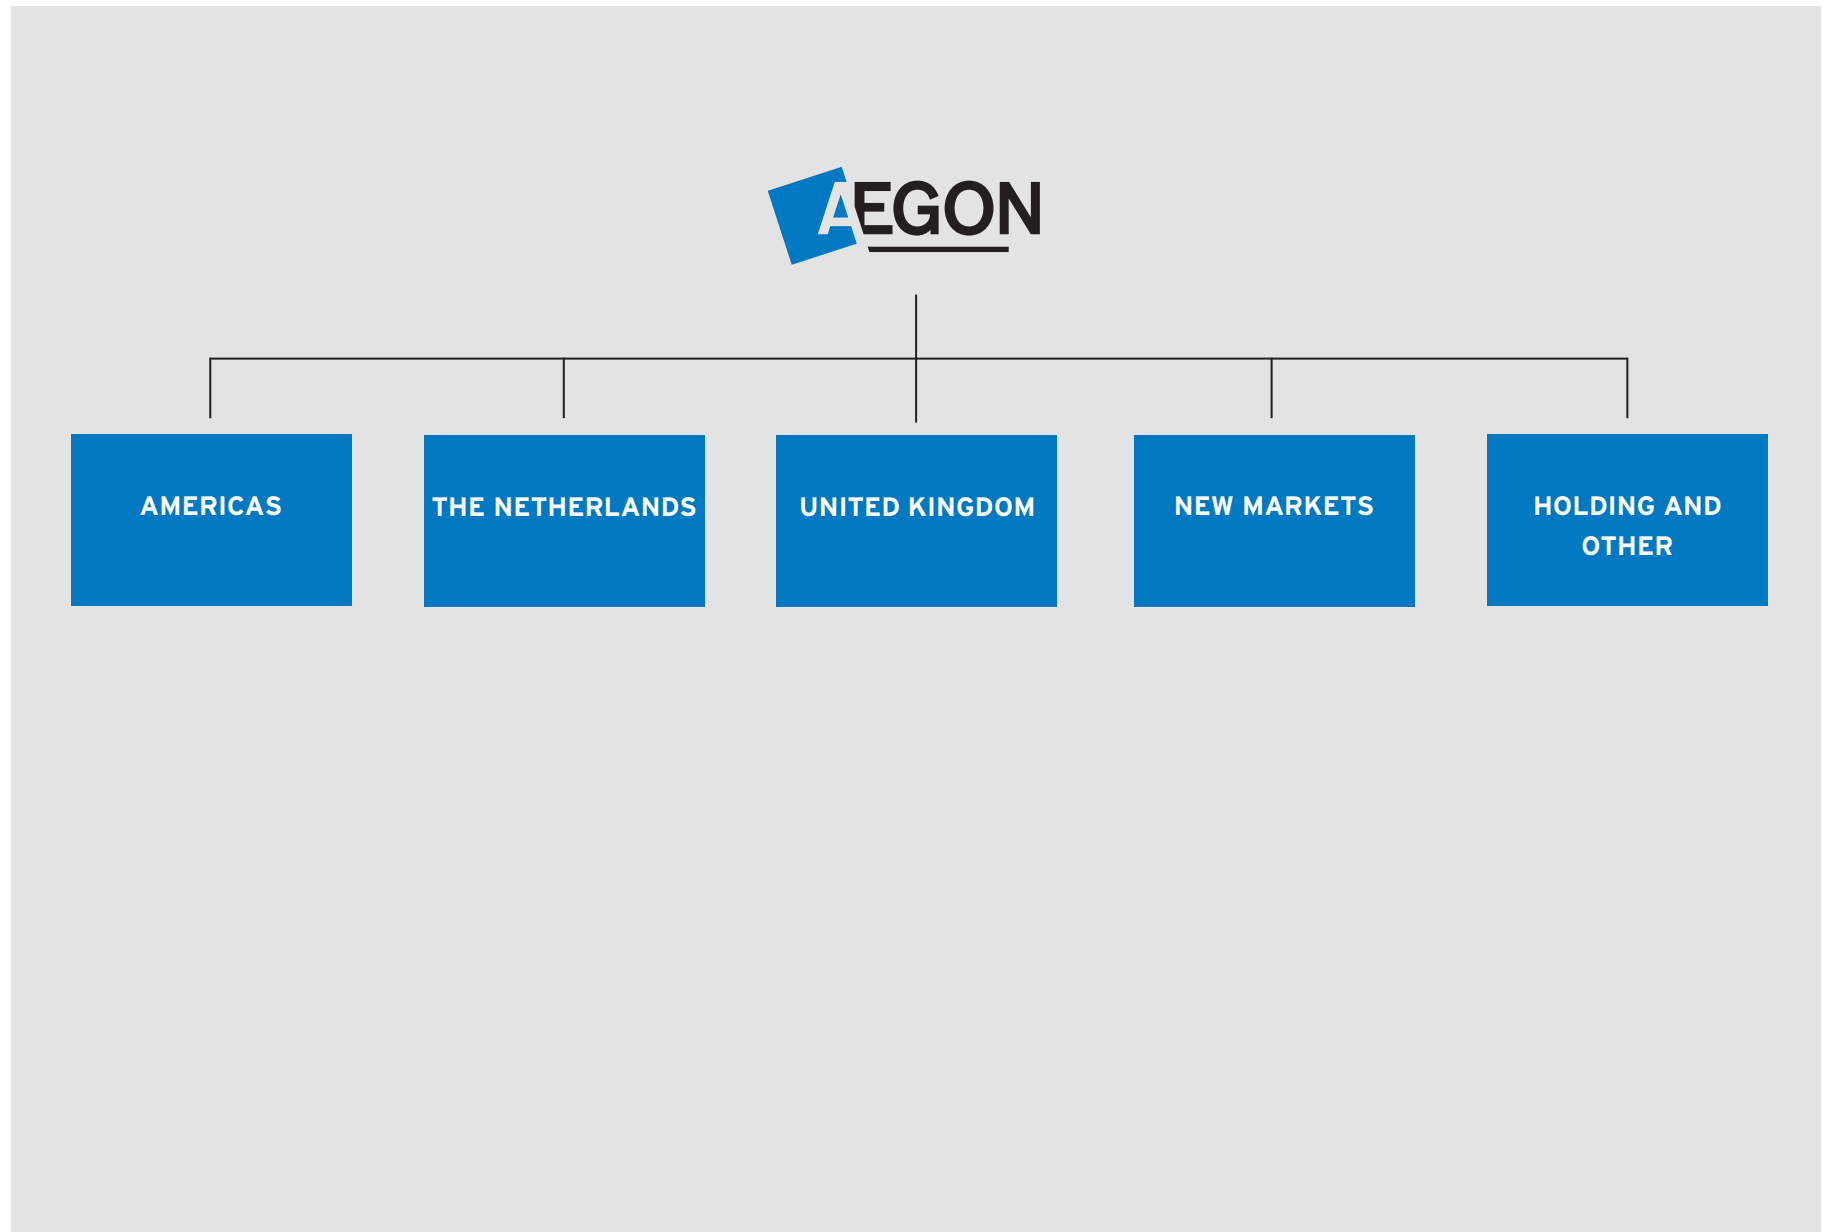 AEGON
AMERICAS
THE NETHERLANDS
UNITED KINGDOM
NEW MARKETS
HOLDING AND
OTHER